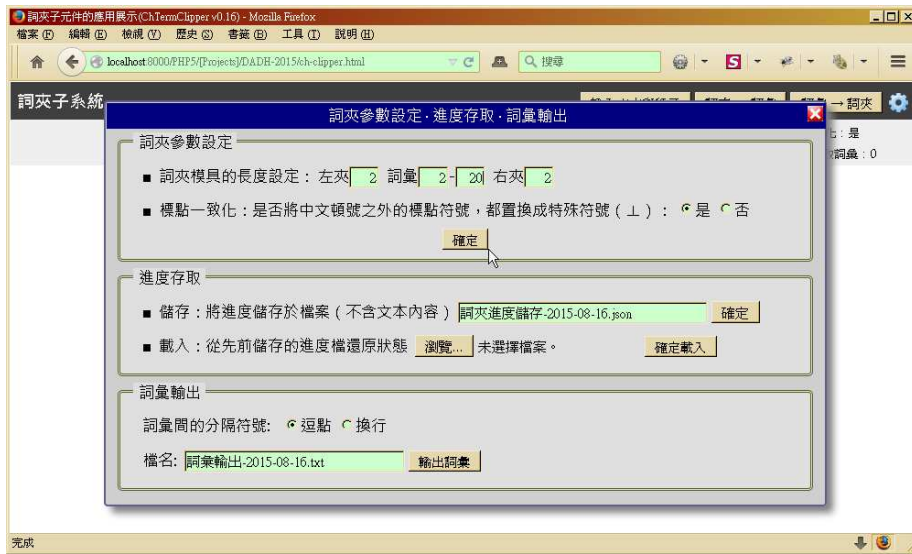 詞夾子元件的應用展示(ChTermClipper v0.16) - Mozilla Firefox
檔案(F) 編輯(E) 檢視(V) 歷史(S) 書籤(B) 工具(T) 說明(H)
localhost:8000/PHP5/[Projects]/DADH-2015/ch-clipper.html 搜尋
詞夾子系統 → 詞夾
詞夾參數設定 · 進度存取 · 詞彙輸出
化：是
詞彙：0
詞夾參數設定
■ 詞夾模具的長度設定：左夾 2 詞彙 2 - 20 右夾 2
■ 標點一致化：是否將中文頓號之外的標點符號，都置換成特殊符號（⊥）： 是 否
確定
進度存取
■ 儲存：將進度儲存於檔案（不含文本內容） 詞夾進度儲存-2015-08-16.json 確定
■ 載入：從先前儲存的進度檔還原狀態 瀏覽... 未選擇檔案。 確定載入
詞彙輸出
詞彙間的分隔符號: 逗點 換行
檔名: 詞彙輸出-2015-08-16.txt 輸出詞彙
完成